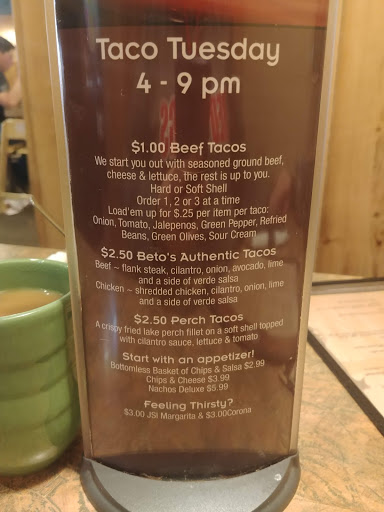 Taco Tuesday
4 - 9 pm
$1.00 Beef Tacos
We start you out with seasoned ground beef,
cheese & lettuce, the rest is up to you.
Hard or Soft Shell
Order 1, 2 or 3 at a time
Load'em up for $.25 per item per taco:
Onion, Tomato, Jalepenos, Green Pepper, Refried
Beans, Green Olives, Sour Cream
$2.50 Beto's Authentic Tacos
Beef ~ flank steak, cilantro, onion, avocado, lime
and a side of verde salsa
Chicken ~ shredded chicken, cilantro, onion, lime
and a side of verde salsa
$2.50 Perch Tacos
A crispy fried lake perch fillet on a soft shell topped
with cilantro sauce, lettuce & tomato
Start with an appetizer!
Bottomless Basket of Chips & Salsa $2.99
Chips & Cheese $3.99
Nachos Deluxe $5.99
Feeling Thirsty?
$3.00 JSI Margarita & $3.00Corona